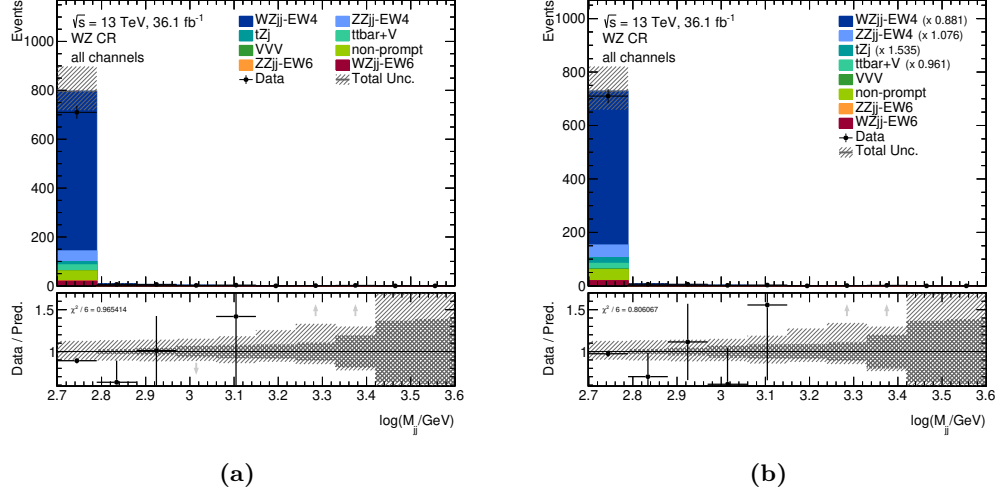 Events
1000
800
600
400
200
0
√s = 13 TeV, 36.1 fb⁻¹
WZ CR
all channels
WZjj-EW4
ZZjj-EW4
tZj
ttbar+V
VVV
non-prompt
ZZjj-EW6
WZjj-EW6
Data
Total Unc.
Data / Pred.
1.5
1
χ² / 6 = 0.965414
2.7 2.8 2.9 3 3.1 3.2 3.3 3.4 3.5 3.6
log(M_jj/GeV)
(a)
Events
1000
800
600
400
200
0
√s = 13 TeV, 36.1 fb⁻¹
WZ CR
all channels
WZjj-EW4 (x 0.881)
ZZjj-EW4 (x 1.076)
tZj (x 1.535)
ttbar+V (x 0.961)
VVV
non-prompt
ZZjj-EW6
WZjj-EW6
Data
Total Unc.
Data / Pred.
1.5
1
χ² / 6 = 0.806067
2.7 2.8 2.9 3 3.1 3.2 3.3 3.4 3.5 3.6
log(M_jj/GeV)
(b)